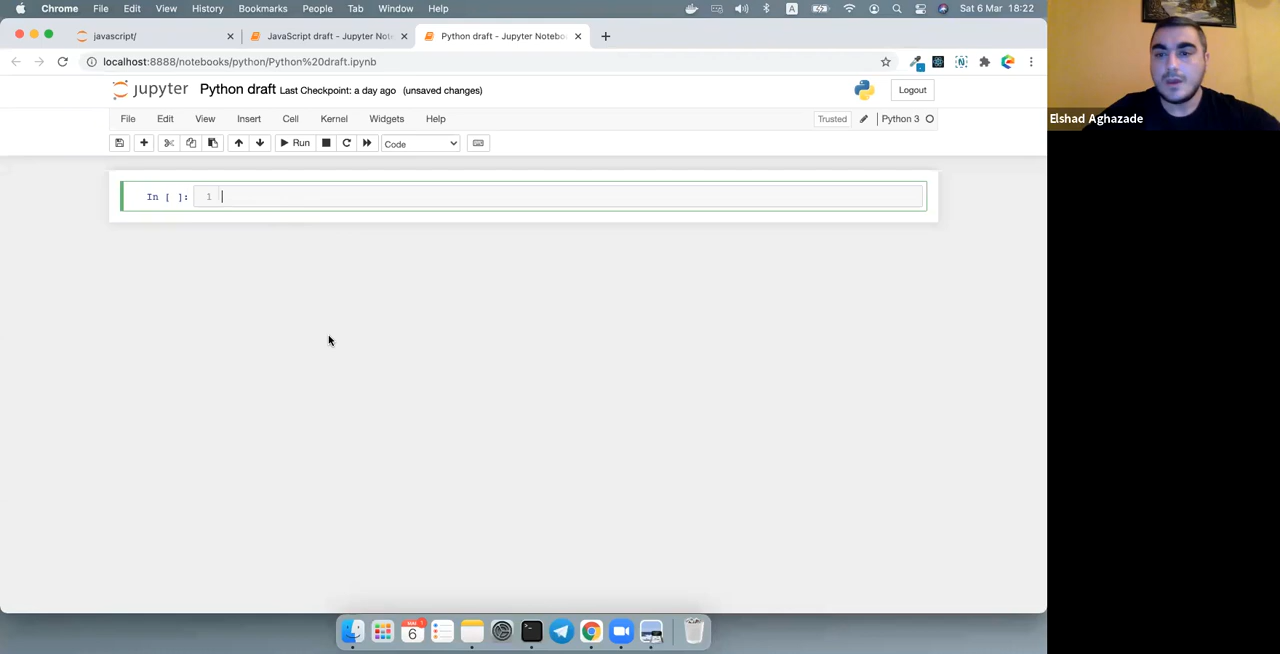 Chrome File Edit View History Bookmarks People Tab Window Help
A
Sat 6 Mar 18:22
javascript/
JavaScript draft - Jupyter Note
Python draft - Jupyter Notebo
localhost:8888/notebooks/python/Python%20draft.ipynb
jupyter Python draft Last Checkpoint: a day ago (unsaved changes)
Logout
File Edit View Insert Cell Kernel Widgets Help
Trusted
Python 3
Run
Code
In [ ]: 1
Elshad Aghazade
6